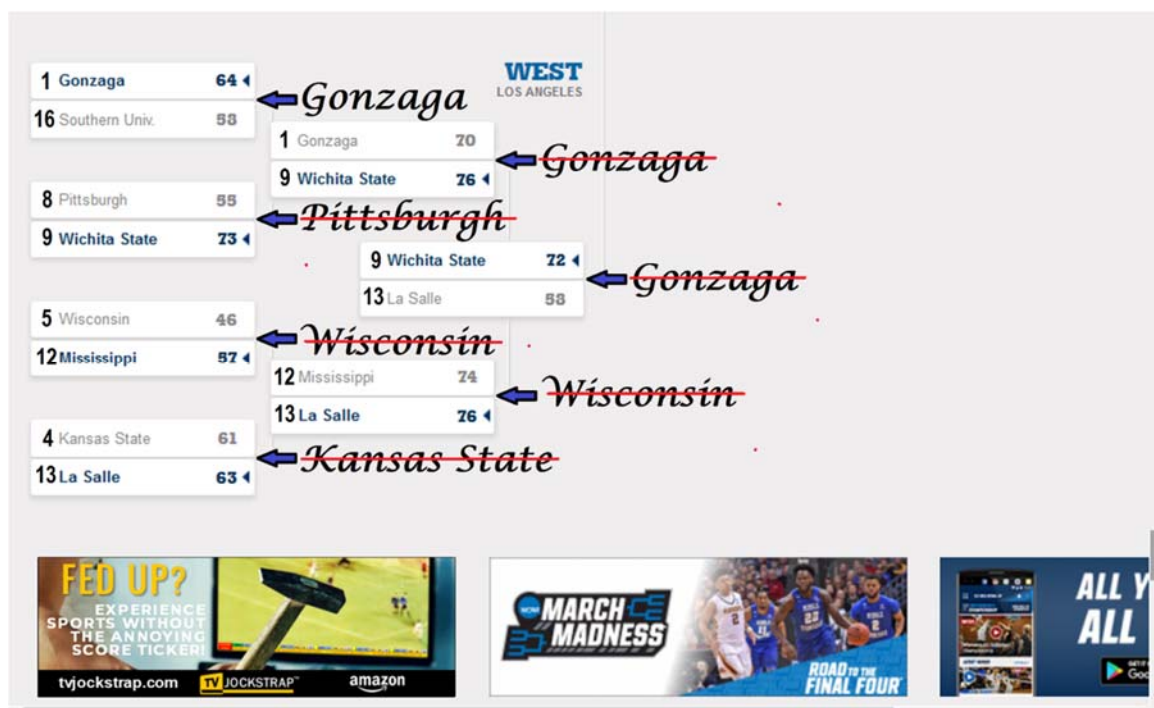 WEST
LOS ANGELES
1 Gonzaga 64
16 Southern Univ. 58
Gonzaga
1 Gonzaga 70
9 Wichita State 76
Gonzaga
8 Pittsburgh 55
9 Wichita State 73
Pittsburgh
9 Wichita State 72
13 La Salle 58
Gonzaga
5 Wisconsin 46
12 Mississippi 57
Wisconsin
12 Mississippi 74
13 La Salle 76
Wisconsin
4 Kansas State 61
13 La Salle 63
Kansas State
FED UP?
EXPERIENCE
SPORTS WITHOUT
THE ANNOYING
SCORE TICKER!
tvjockstrap.com TV JOCKSTRAP™ amazon
NCAA
MARCH
MADNESS
ROAD TO THE
FINAL FOUR
ALL Y
ALL
GET IT
Goo